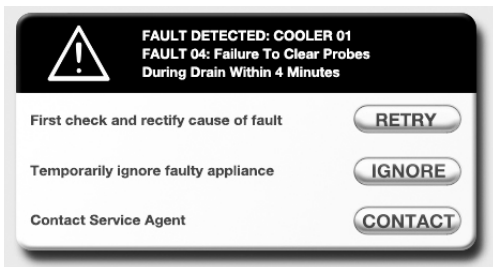 FAULT DETECTED: COOLER 01
FAULT 04: Failure To Clear Probes
During Drain Within 4 Minutes
First check and rectify cause of fault
RETRY
Temporarily ignore faulty appliance
IGNORE
Contact Service Agent
CONTACT